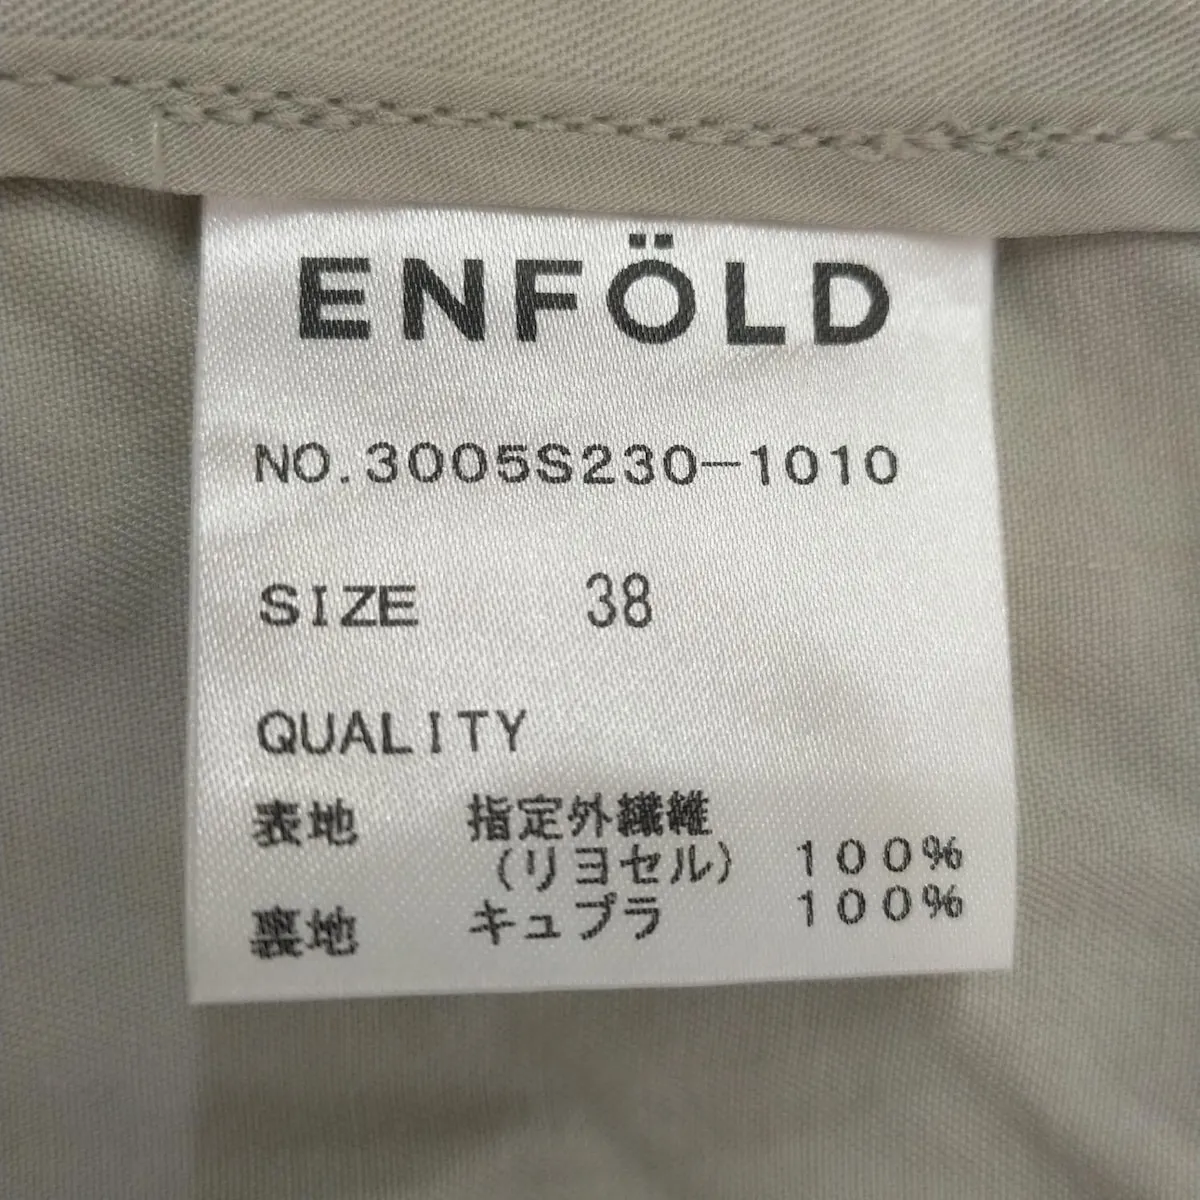 ENFÖLD
NO.3005S230-1010
SIZE 38
QUALITY
表地 指定外繊維
(リヨセル) 100%
裏地 キュプラ 100%